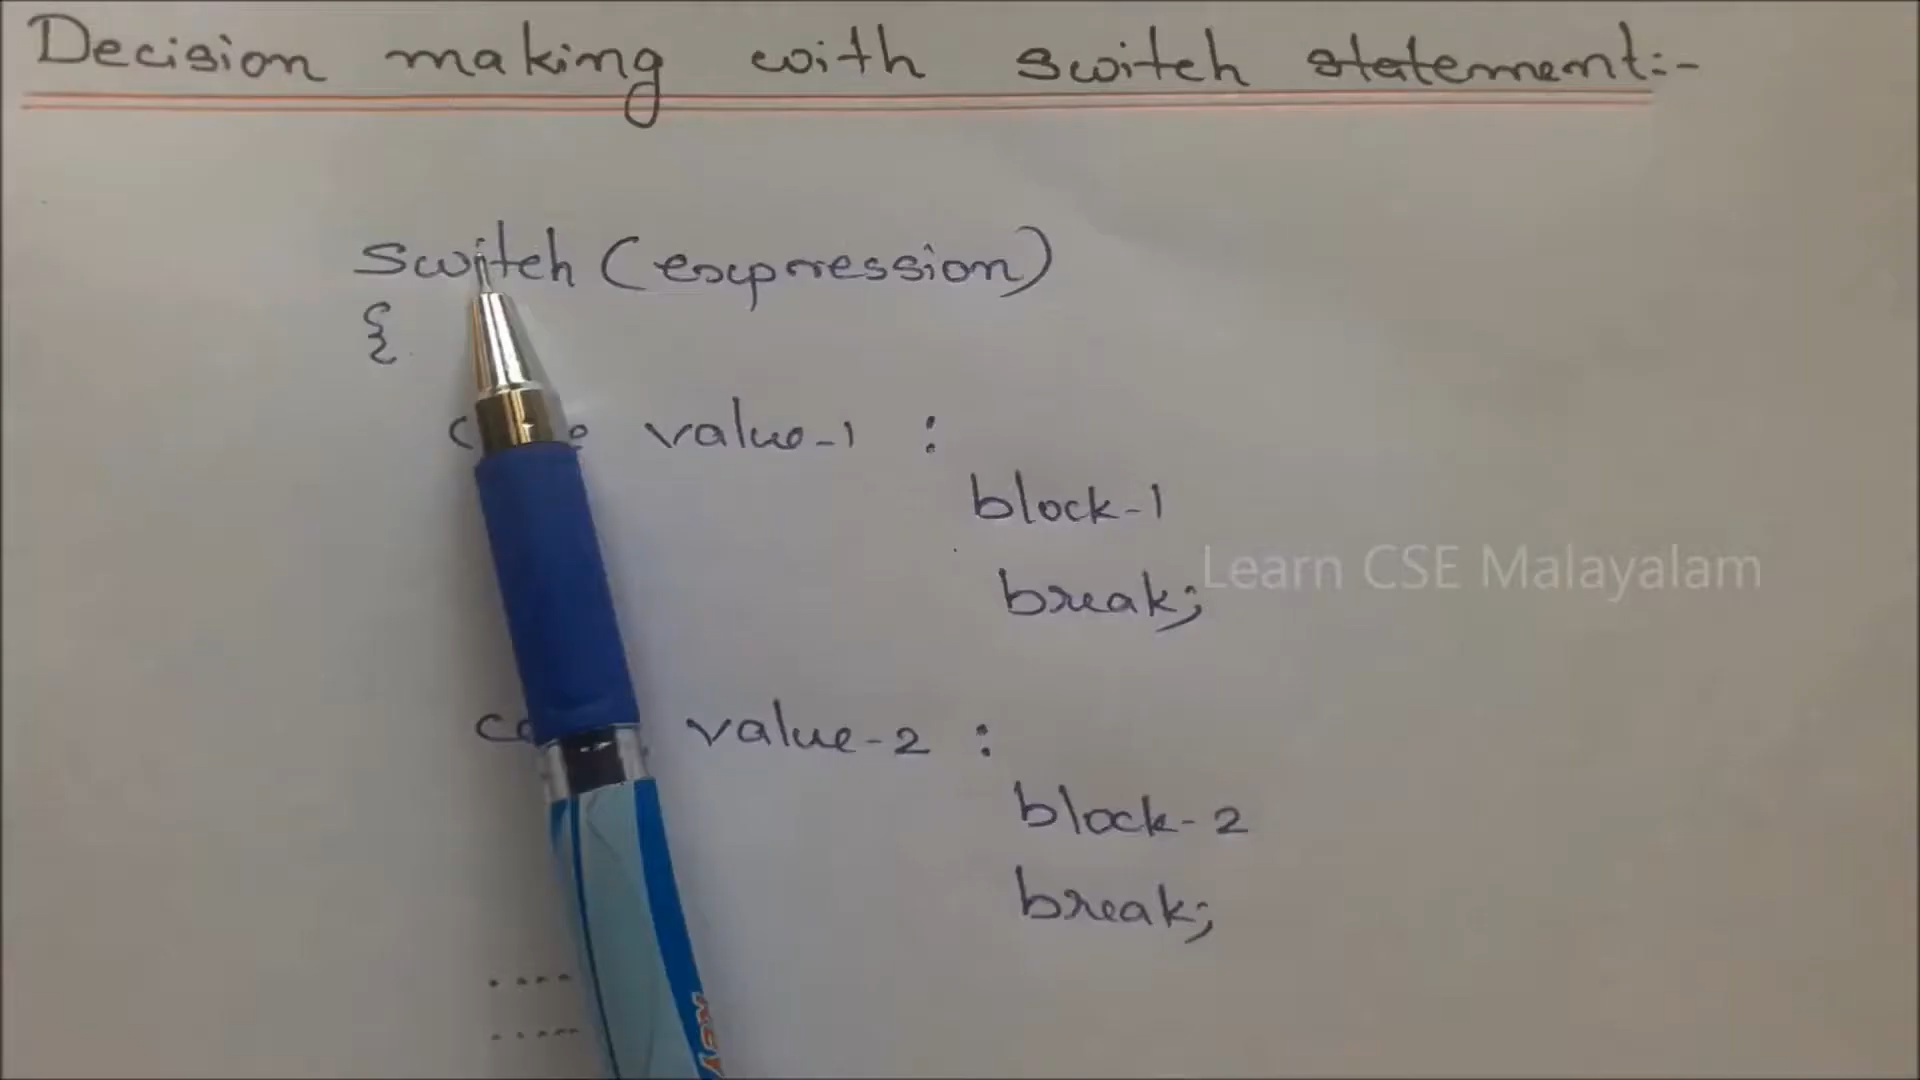 Decision making with switch statement:-
switch (expression)
{
value-1 :
block-1
break;
Learn CSE Malayalam
value-2 :
block-2
break;
....
.....